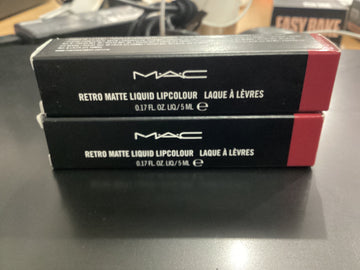 EASY BAKE
MAC
RETRO MATTE LIQUID LIPCOLOUR LAQUE À LÈVRES
0.17 FL. OZ. LIQ/ 5 ML ℮
MAC
RETRO MATTE LIQUID LIPCOLOUR LAQUE À LÈVRES
0.17 FL. OZ. LIQ/ 5 ML ℮